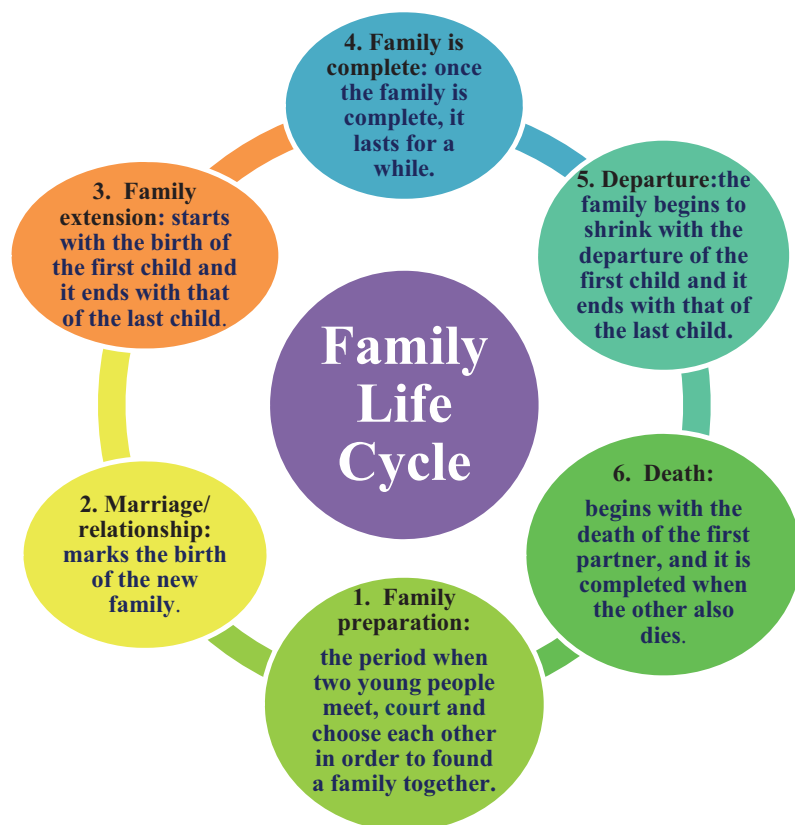 Family
Life
Cycle
1. Family
preparation:
the period when
two young people
meet, court and
choose each other
in order to found
a family together.
2. Marriage/
relationship:
marks the birth
of the new
family.
3. Family
extension: starts
with the birth of
the first child and
it ends with that
of the last child.
4. Family is
complete: once
the family is
complete, it
lasts for a
while.
5. Departure:the
family begins to
shrink with the
departure of the
first child and it
ends with that of
the last child.
6. Death:
begins with the
death of the first
partner, and it is
completed when
the other also
dies.